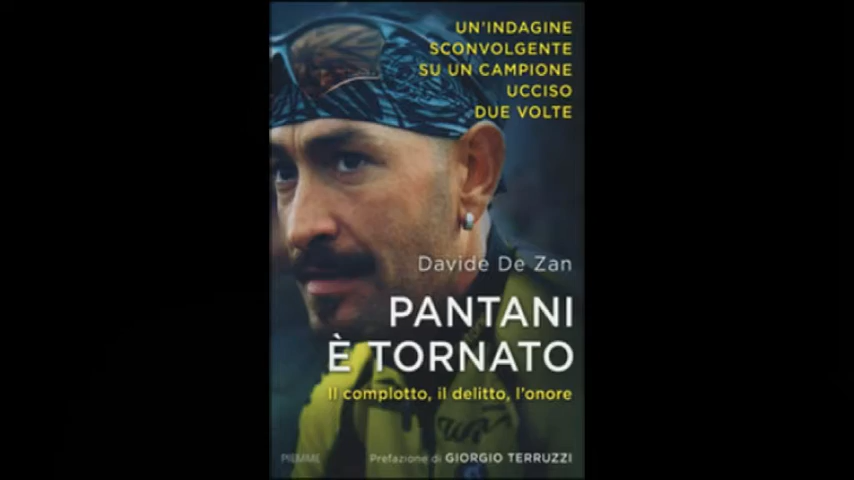 UN'INDAGINE
SCONVOLGENTE
SU UN CAMPIONE
UCCISO
DUE VOLTE
Davide De Zan
PANTANI
È TORNATO
Il complotto, il delitto, l'onore
PIEMME
Prefazione di GIORGIO TERRUZZI